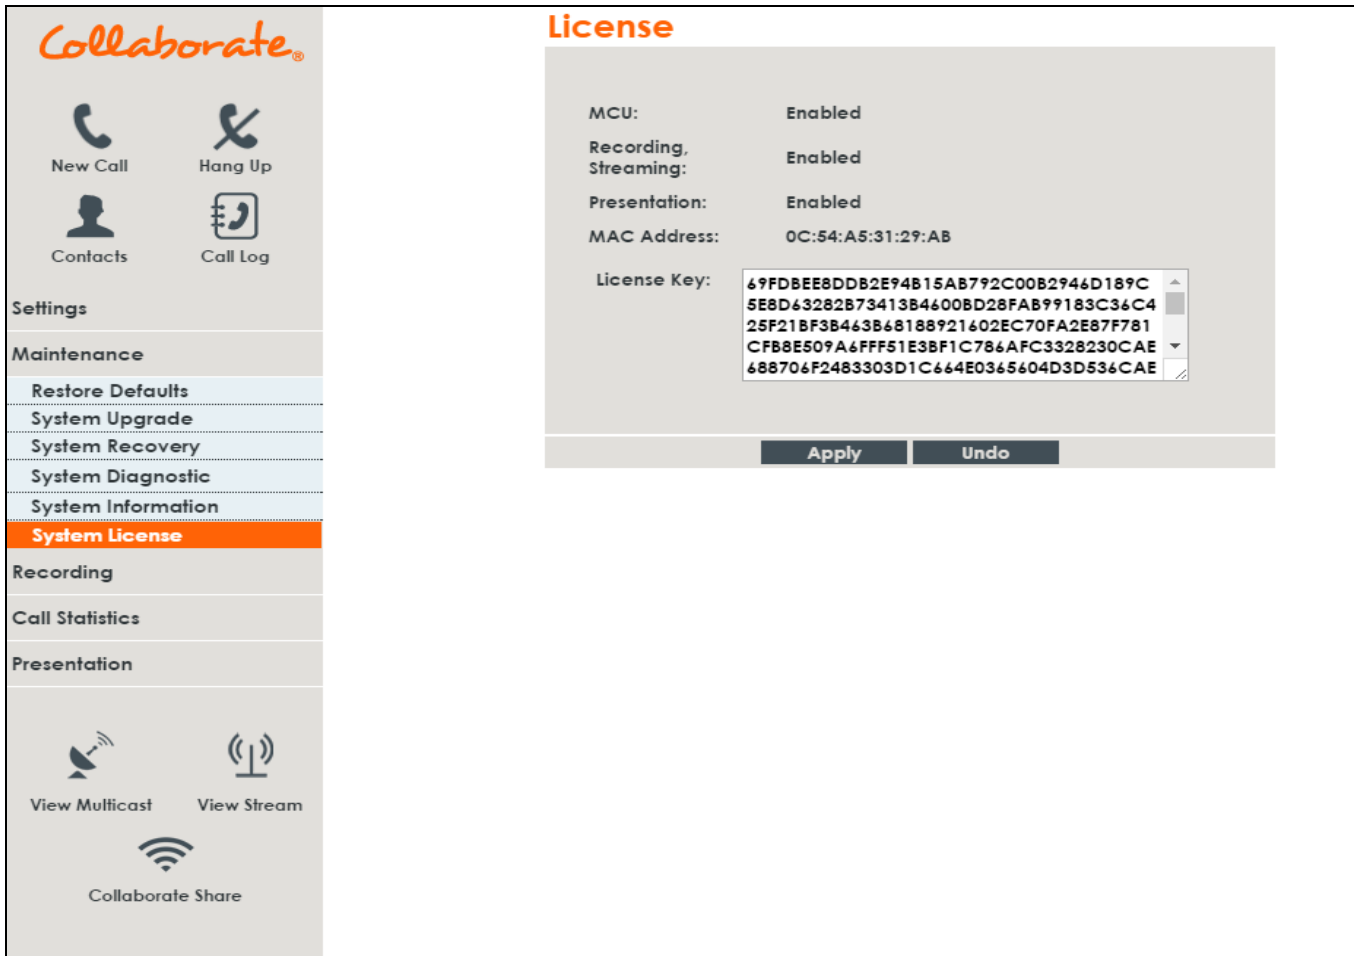 Collaborate®
New Call
Hang Up
Contacts
Call Log
Settings
Maintenance
Restore Defaults
System Upgrade
System Recovery
System Diagnostic
System Information
System License
Recording
Call Statistics
Presentation
View Multicast
View Stream
Collaborate Share
License
MCU: Enabled
Recording,
Streaming: Enabled
Presentation: Enabled
MAC Address: 0C:54:A5:31:29:AB
License Key:
69FDBEE8DDB2E94B15AB792C00B2946D189C
5E8D63282B73413B4600BD28FAB99183C36C4
25F21BF3B463B68188921602EC70FA2E87F781
CFB8E509A6FFF51E3BF1C786AFC3328230CAE
688706F2483303D1C664E0365604D3D536CAE
Apply
Undo